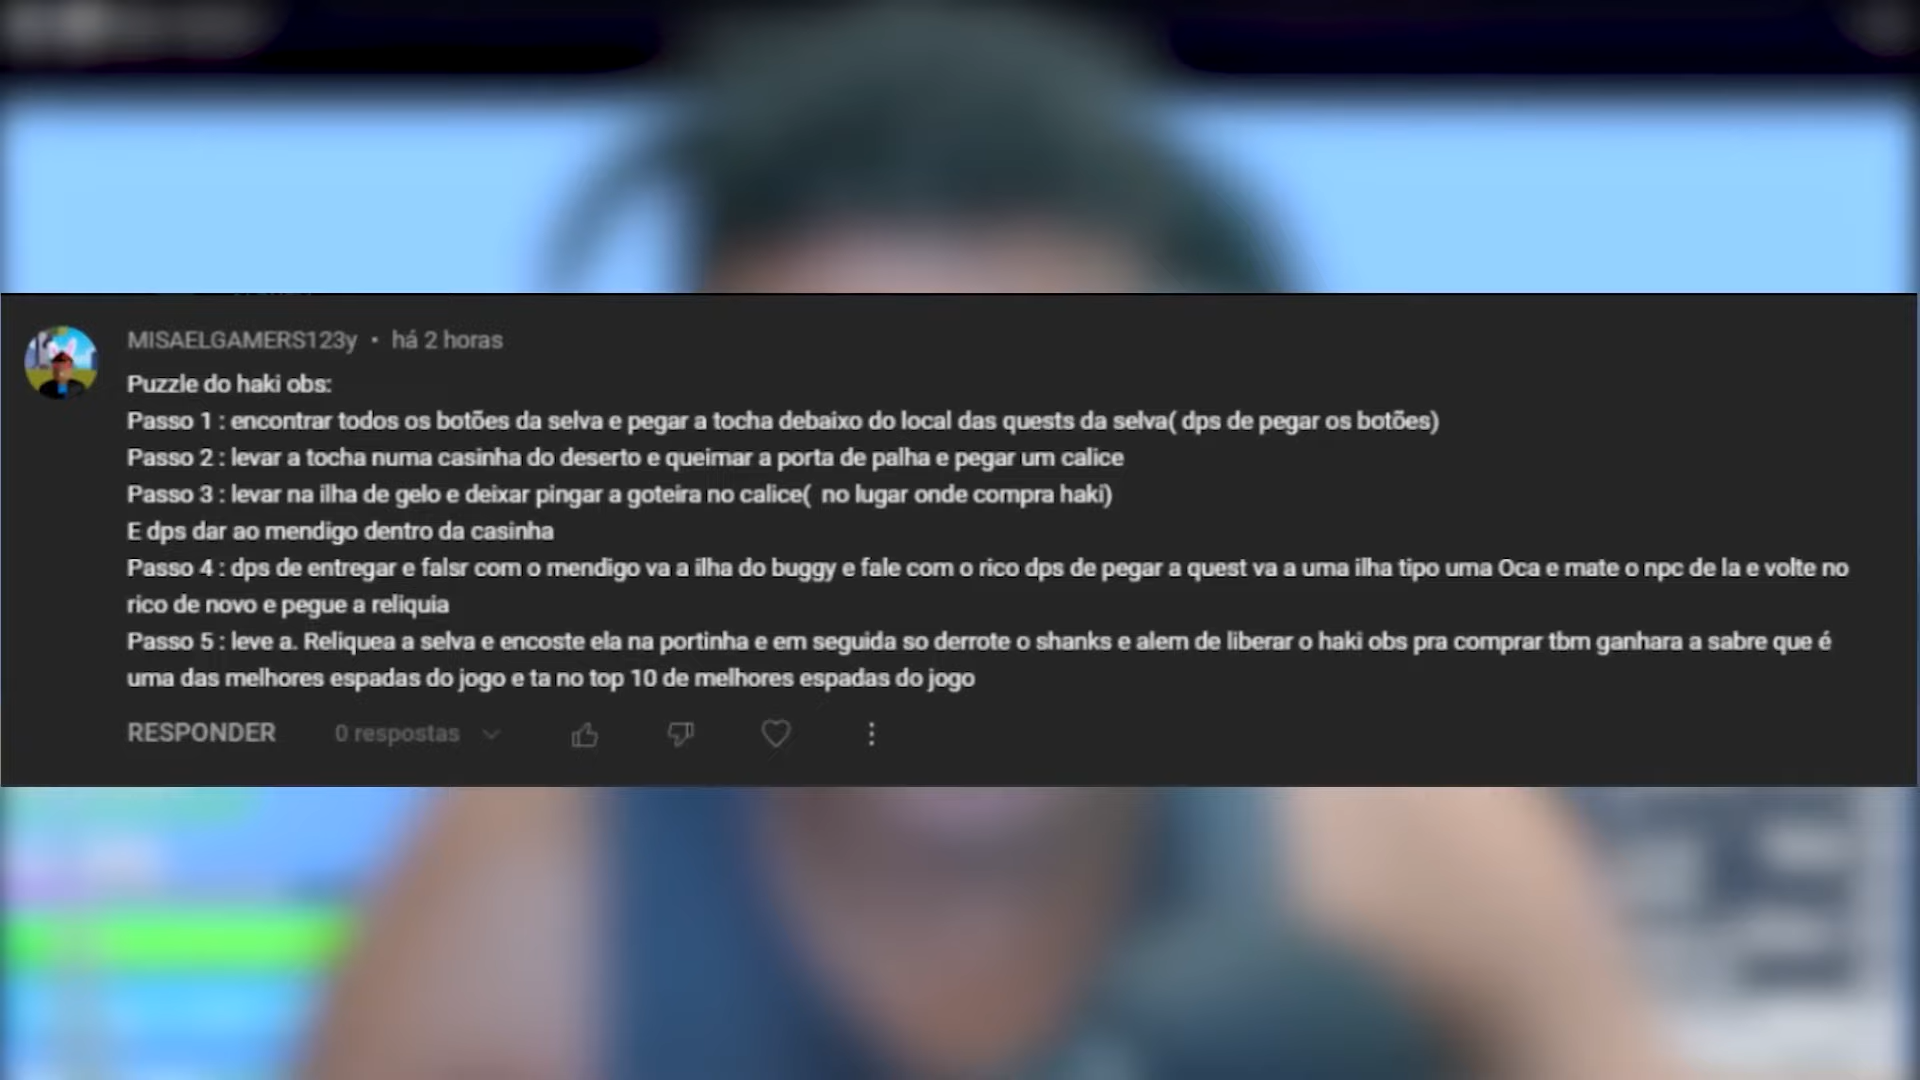 MISAELGAMERS123y • há 2 horas
Puzzle do haki obs:
Passo 1 : encontrar todos os botões da selva e pegar a tocha debaixo do local das quests da selva( dps de pegar os botões)
Passo 2 : levar a tocha numa casinha do deserto e queimar a porta de palha e pegar um calice
Passo 3 : levar na ilha de gelo e deixar pingar a goteira no calice(  no lugar onde compra haki)
E dps dar ao mendigo dentro da casinha
Passo 4 : dps de entregar e falsr com o mendigo va a ilha do buggy e fale com o rico dps de pegar a quest va a uma ilha tipo uma Oca e mate o npc de la e volte no
rico de novo e pegue a reliquia
Passo 5 : leve a. Reliquea a selva e encoste ela na portinha e em seguida so derrote o shanks e alem de liberar o haki obs pra comprar tbm ganhara a sabre que é
uma das melhores espadas do jogo e ta no top 10 de melhores espadas do jogo
RESPONDER 0 respostas